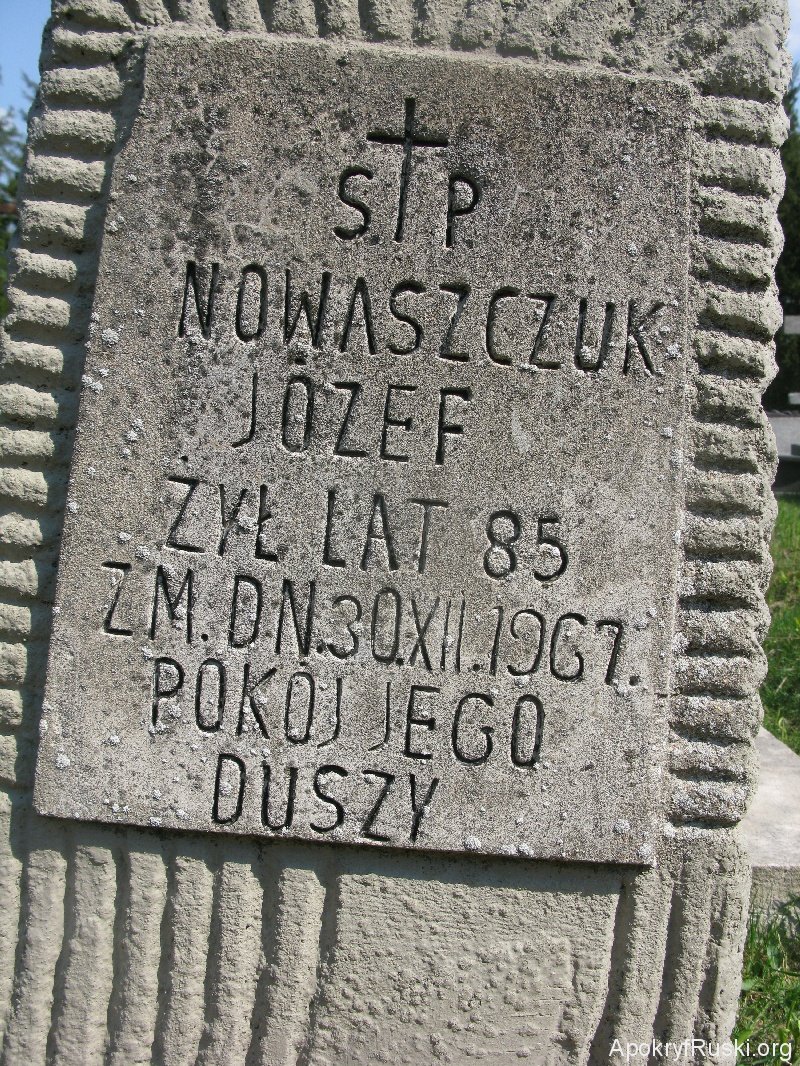 S P
NOWASZCZUK
JÓZEF
ŻYŁ LAT 85
ZM. DN. 30.XII.1967.
POKÓJ JEGO
DUSZY
ApokryfRuski.org